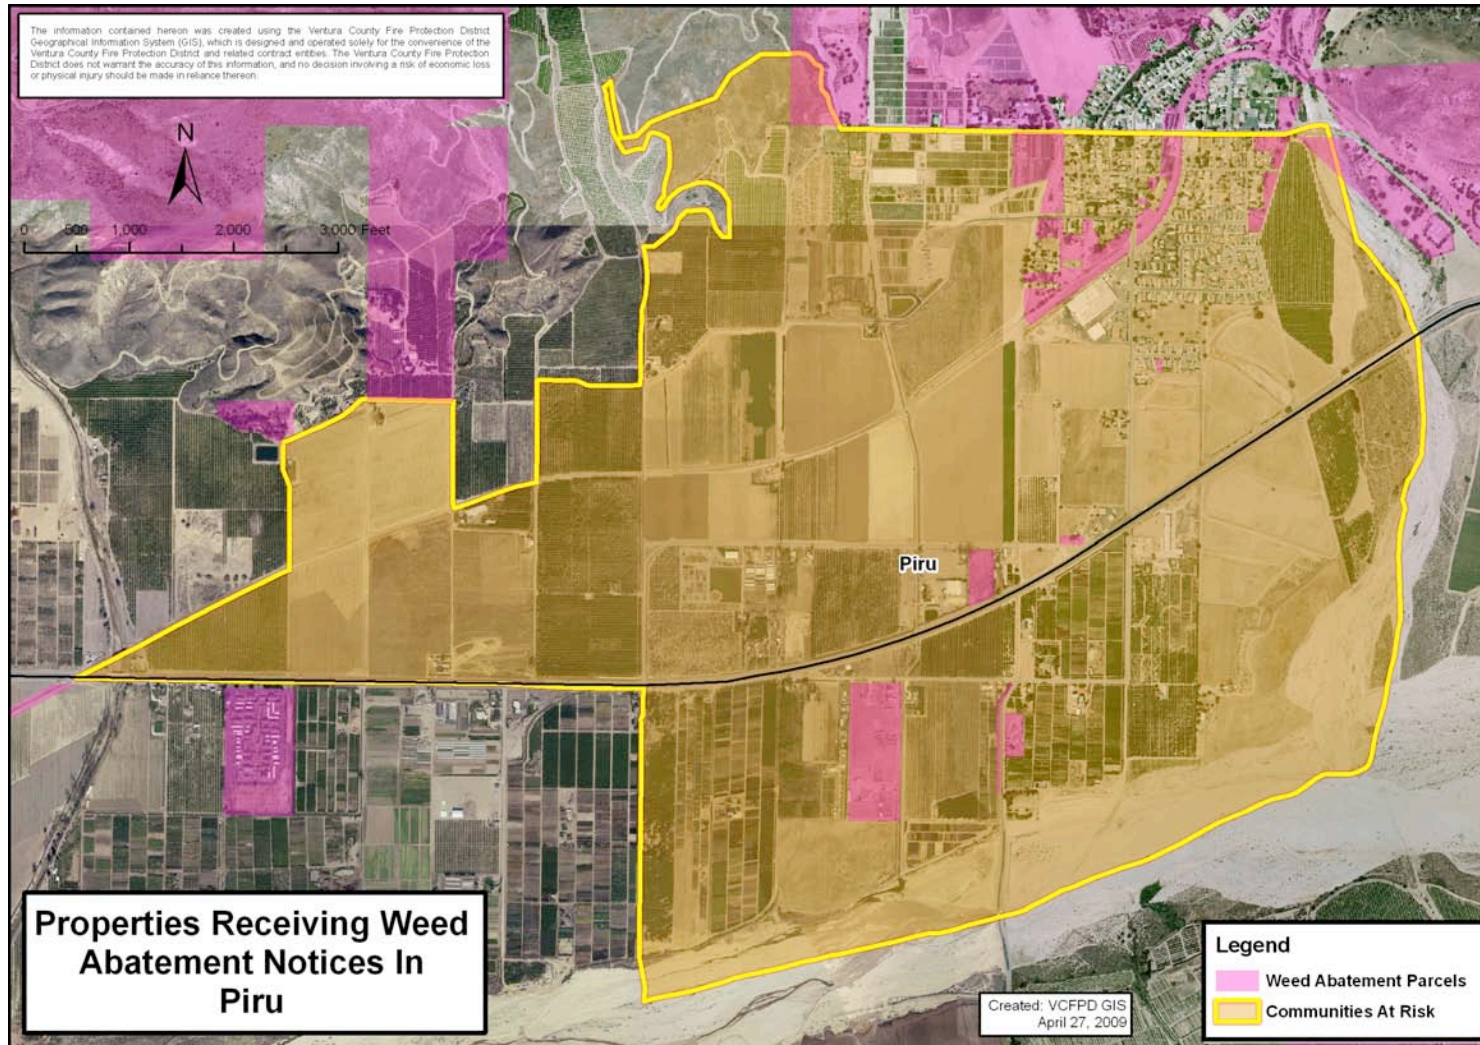 The information contained hereon was created using the Ventura County Fire Protection District
Geographical Information System (GIS), which is designed and operated solely for the convenience of the
Ventura County Fire Protection District and related contract entities. The Ventura County Fire Protection
District does not warrant the accuracy of this information, and no decision involving a risk of economic loss
or physical injury should be made in reliance thereon.
N
0 500 1,000 2,000 3,000 Feet
Piru
Properties Receiving Weed
Abatement Notices In
Piru
Created: VCFPD GIS
April 27, 2009
Legend
Weed Abatement Parcels
Communities At Risk